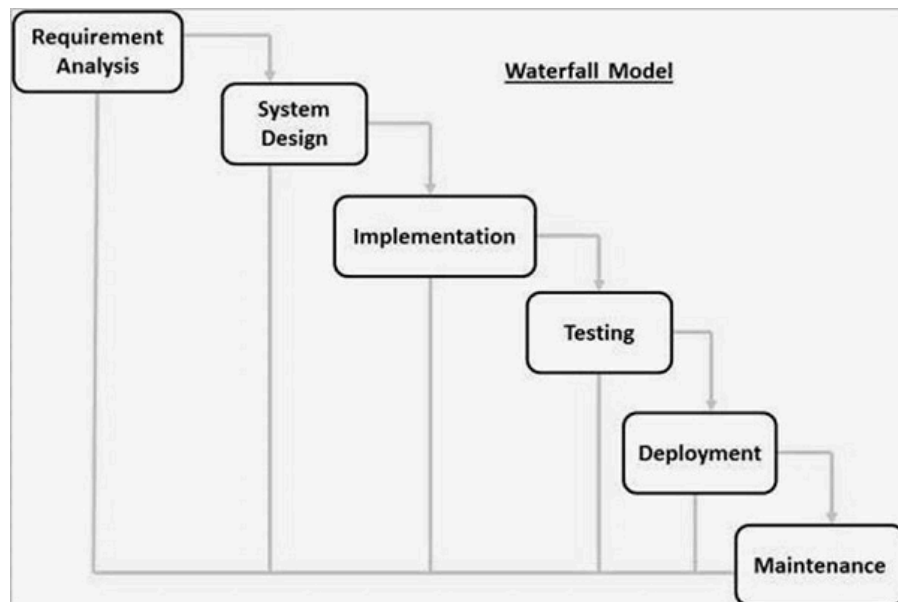 Requirement
Analysis
Waterfall Model
System
Design
Implementation
Testing
Deployment
Maintenance